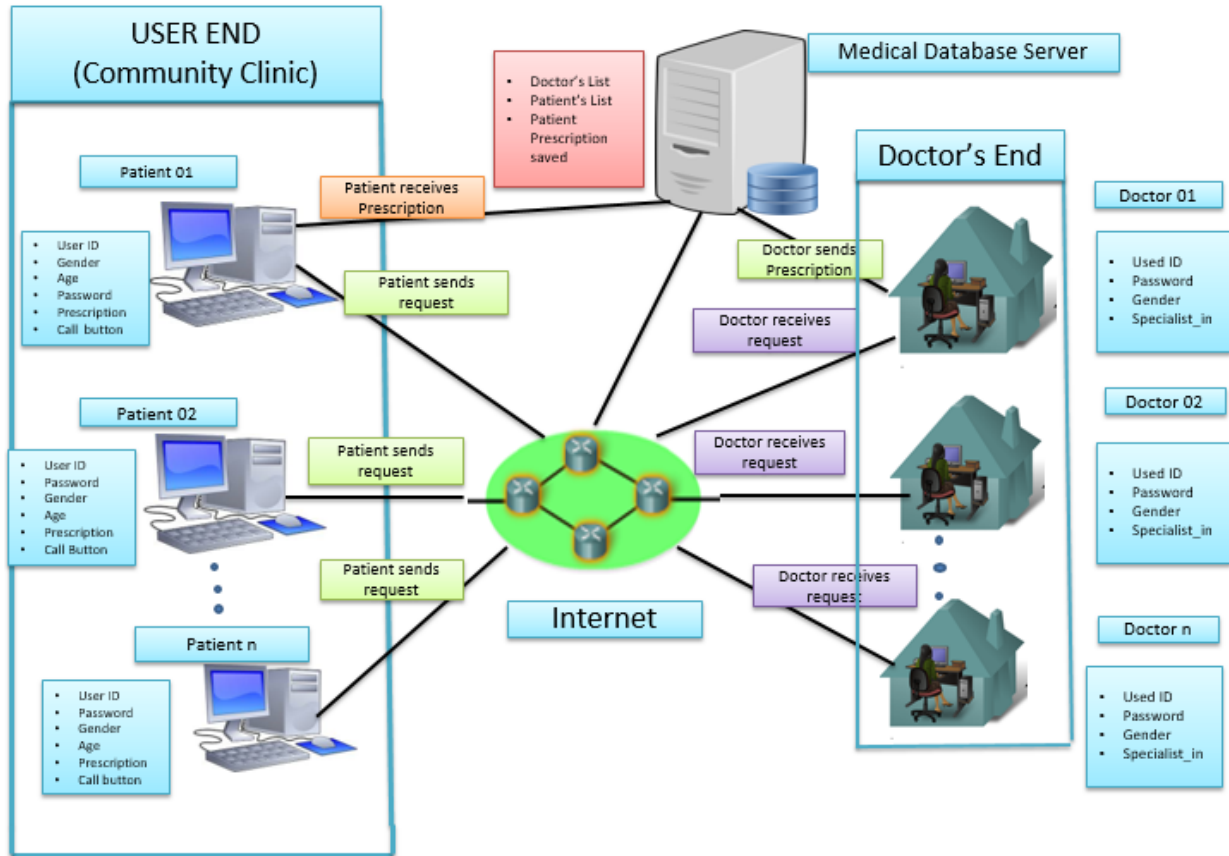 USER END
(Community Clinic)
Medical Database Server
• Doctor's List
• Patient's List
• Patient
Prescription
saved
Doctor's End
Patient 01
Patient receives
Prescription
• User ID
• Gender
• Age
• Password
• Prescription
• Call button
Patient sends
request
Doctor sends
Prescription
Doctor receives
request
Doctor 01
• Used ID
• Password
• Gender
• Specialist_in
Patient 02
• User ID
• Password
• Gender
• Age
• Prescription
• Call Button
Patient sends
request
Doctor receives
request
Doctor 02
• Used ID
• Password
• Gender
• Specialist_in
Patient sends
request
Internet
Doctor receives
request
Patient n
• User ID
• Password
• Gender
• Age
• Prescription
• Call button
Doctor n
• Used ID
• Password
• Gender
• Specialist_in